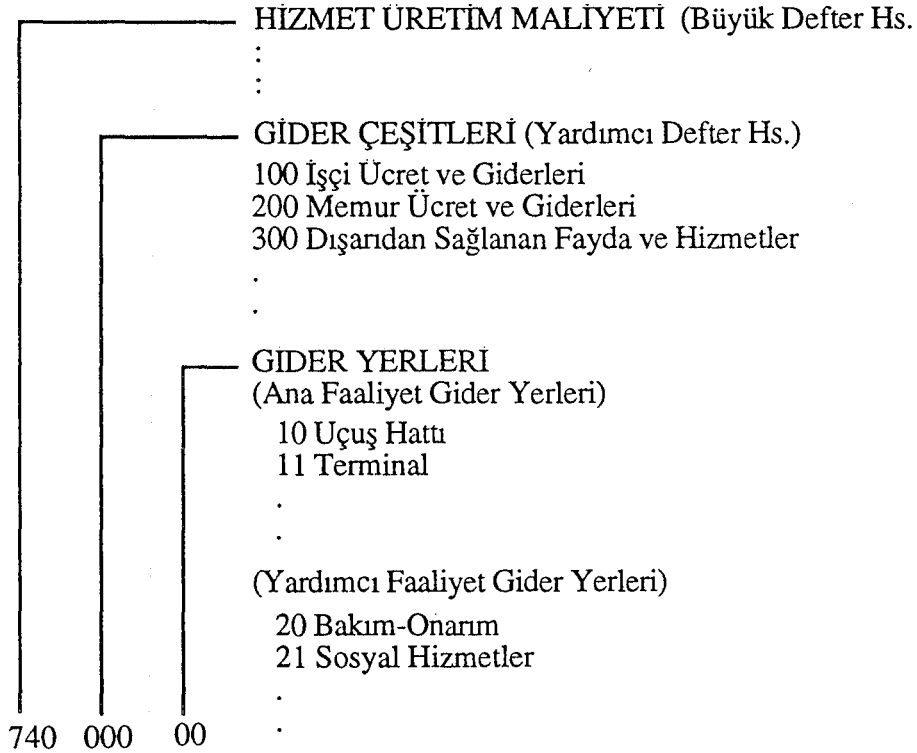 HİZMET ÜRETİM MALİYETİ (Büyük Defter Hs.
.
:
.
GİDER ÇEŞİTLERİ (Yardımcı Defter Hs.)
100 İşçi Ücret ve Giderleri
200 Memur Ücret ve Giderleri
300 Dışarıdan Sağlanan Fayda ve Hizmetler
.
.
GİDER YERLERİ
(Ana Faaliyet Gider Yerleri)
10 Uçuş Hattı
11 Terminal
.
.
(Yardımcı Faaliyet Gider Yerleri)
20 Bakım-Onarım
21 Sosyal Hizmetler
.
740 000 00 .